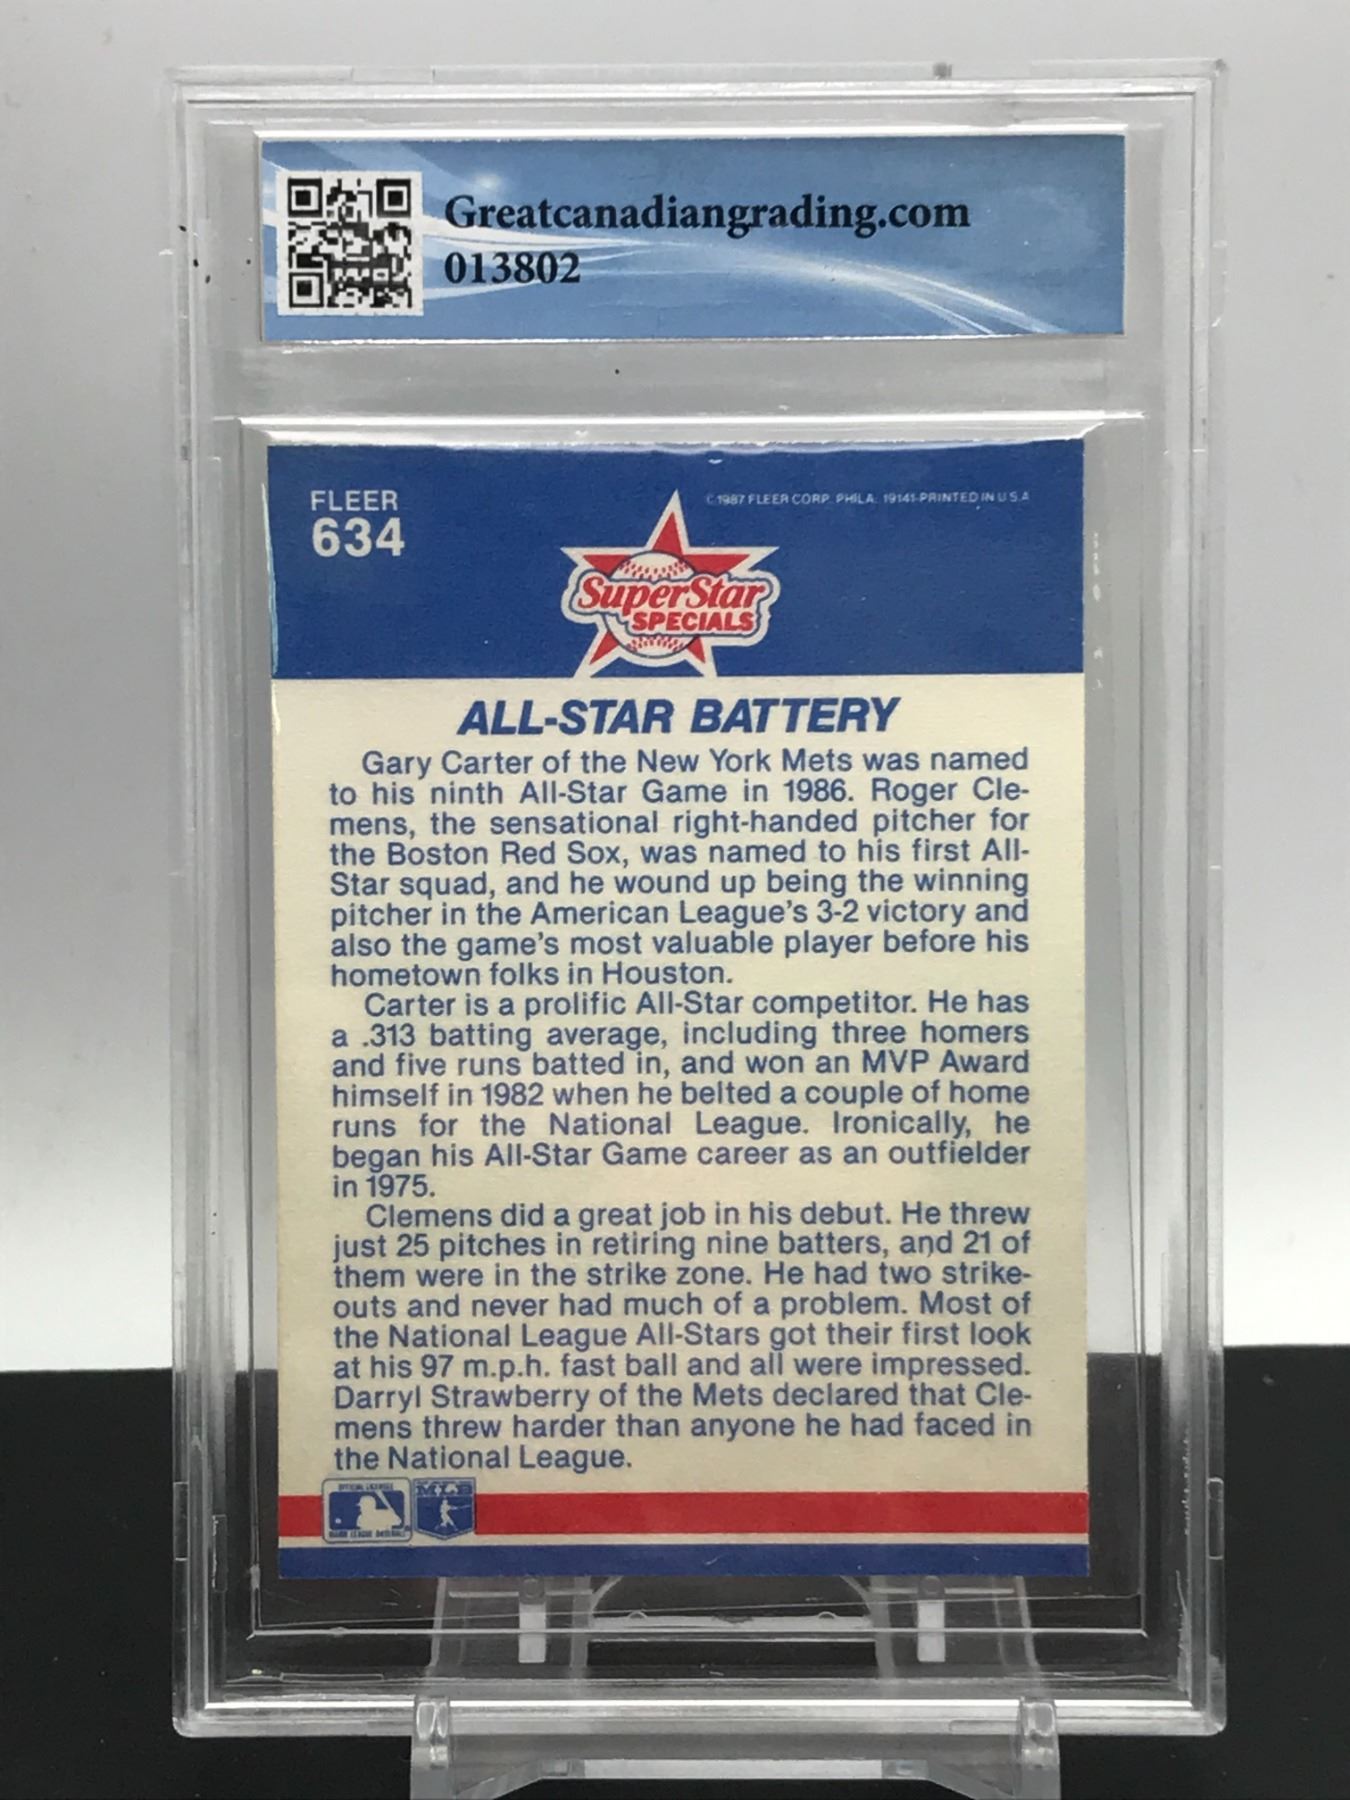 Greatcanadiangrading.com
013802
FLEER
634
©1987 FLEER CORP. PHILA. 19141-PRINTED IN U.S.A
SuperStar
SPECIALS
ALL-STAR BATTERY
Gary Carter of the New York Mets was named
to his ninth All-Star Game in 1986. Roger Cle-
mens, the sensational right-handed pitcher for
the Boston Red Sox, was named to his first All-
Star squad, and he wound up being the winning
pitcher in the American League's 3-2 victory and
also the game's most valuable player before his
hometown folks in Houston.
Carter is a prolific All-Star competitor. He has
a .313 batting average, including three homers
and five runs batted in, and won an MVP Award
himself in 1982 when he belted a couple of home
runs for the National League. Ironically, he
began his All-Star Game career as an outfielder
in 1975.
Clemens did a great job in his debut. He threw
just 25 pitches in retiring nine batters, and 21 of
them were in the strike zone. He had two strike-
outs and never had much of a problem. Most of
the National League All-Stars got their first look
at his 97 m.p.h. fast ball and all were impressed.
Darryl Strawberry of the Mets declared that Cle-
mens threw harder than anyone he had faced in
the National League.
MLB